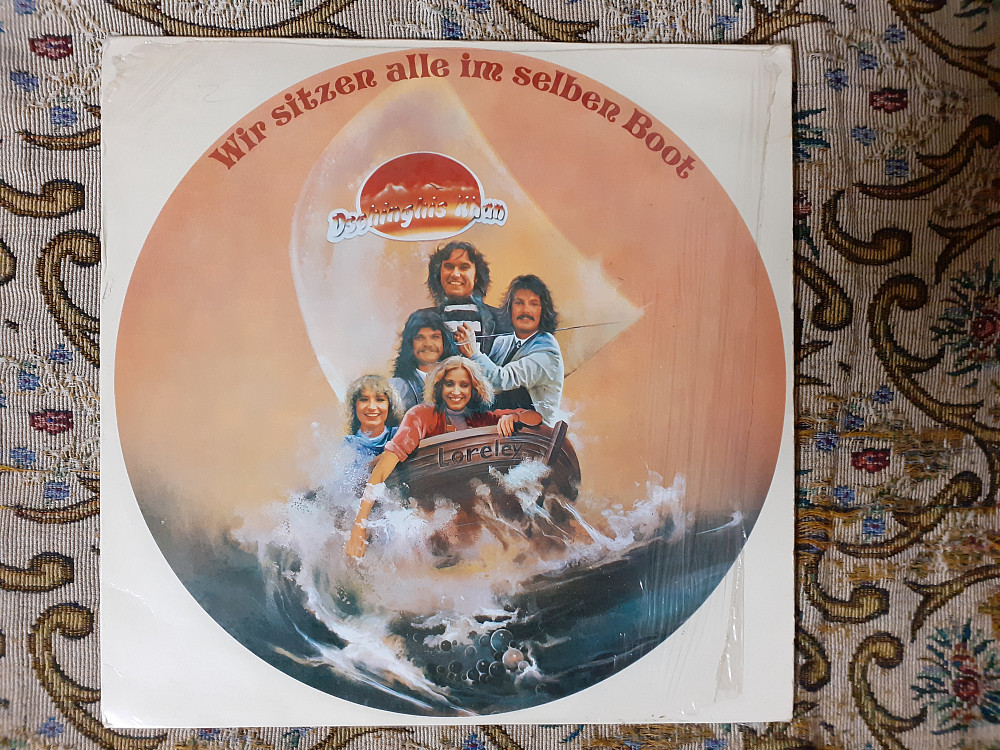 Wir sitzen alle im selben Boot
Dschinghis Khan
Loreley